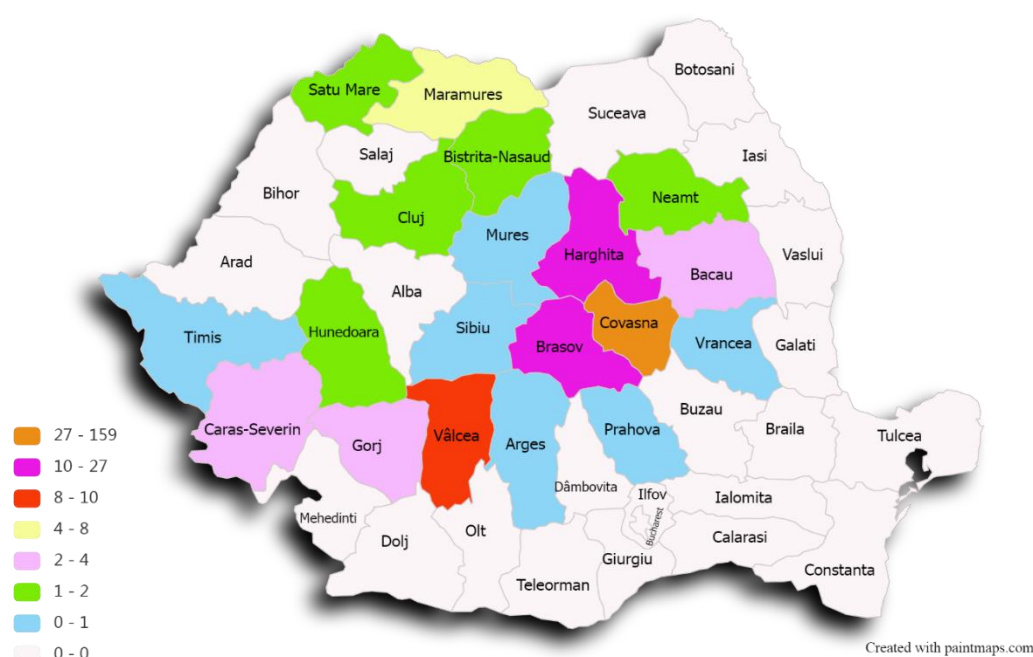 Botosani
Satu Mare
Maramures
Suceava
Salaj
Bistrita-Nasaud
Iasi
Bihor
Cluj
Neamt
Mures
Harghita
Vaslui
Arad
Alba
Bacau
Timis
Hunedoara
Sibiu
Covasna
Brasov
Vrancea
Galati
Buzau
Caras-Severin
Gorj
Vâlcea
Arges
Prahova
Braila
Tulcea
Dâmbovita
Ilfov
Ialomita
Mehedinti
Bucharest
Olt
Dolj
Calarasi
Giurgiu
Teleorman
Constanta
27 - 159
10 - 27
8 - 10
4 - 8
2 - 4
1 - 2
0 - 1
0 - 0
Created with paintmaps.com